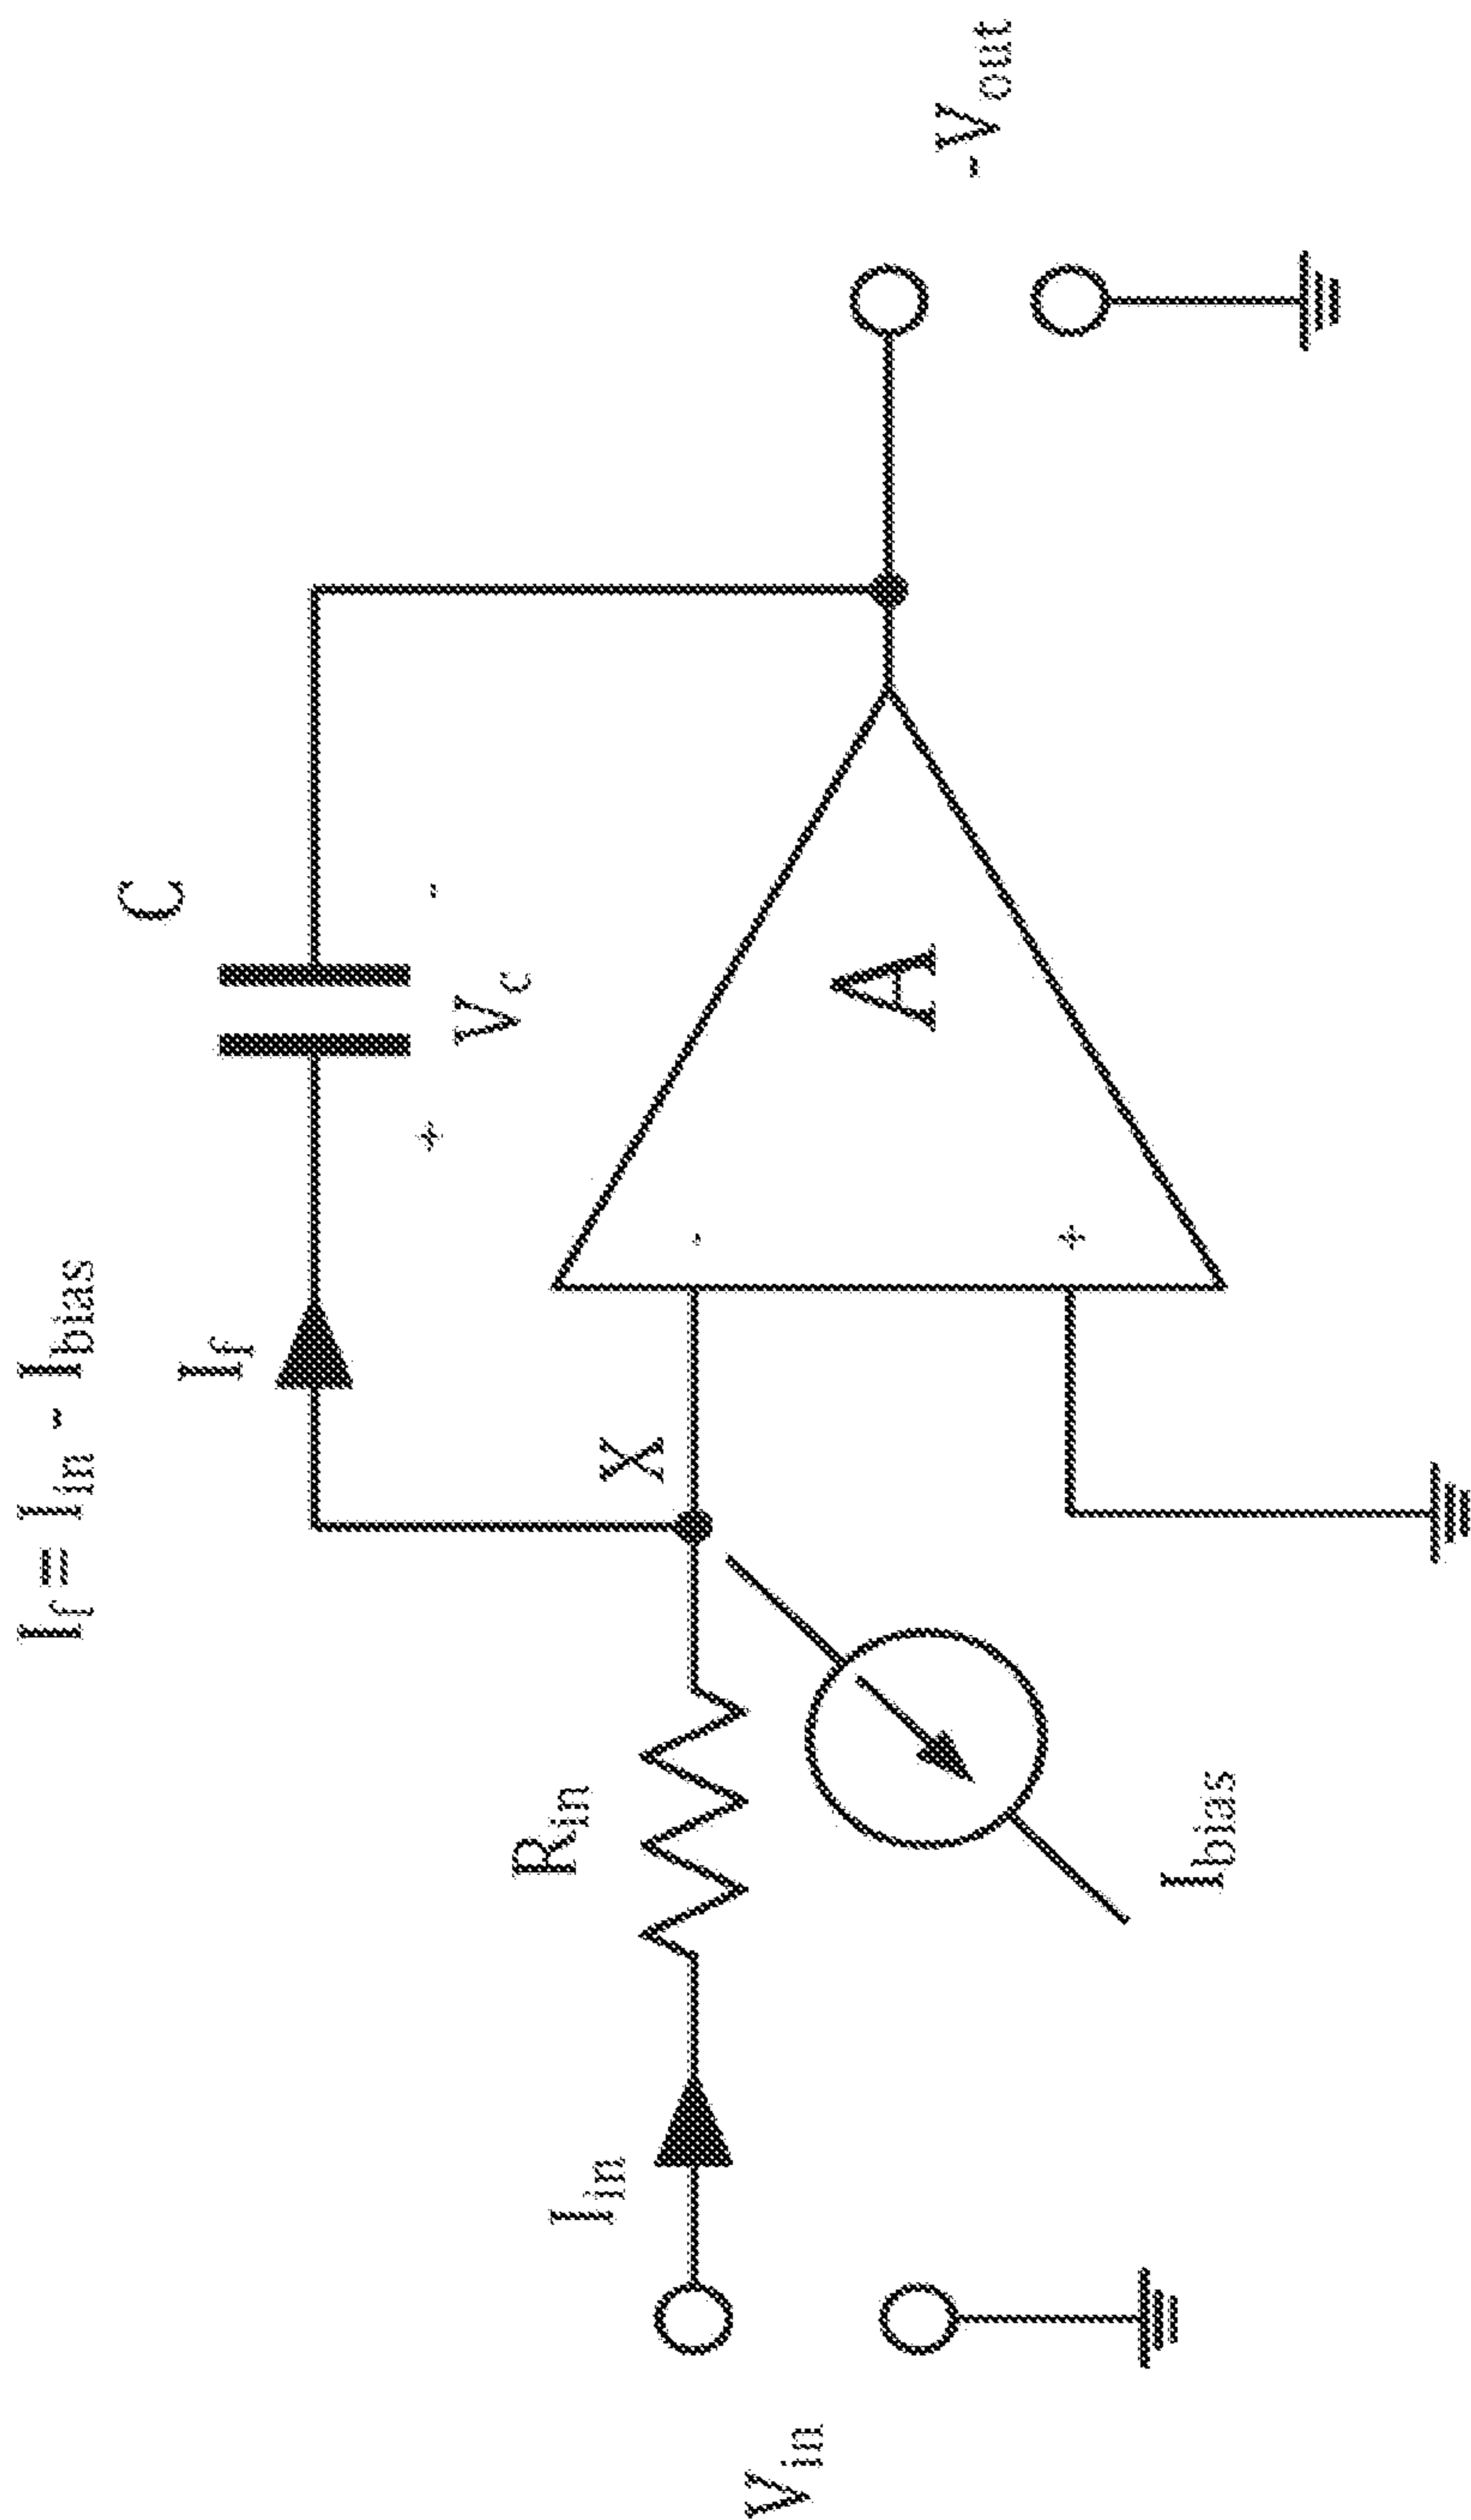 I_f = I_in - I_bias
I_f
C
+ V_c -
V_in
I_in
R_in
X
-
A
+
I_bias
-V_out